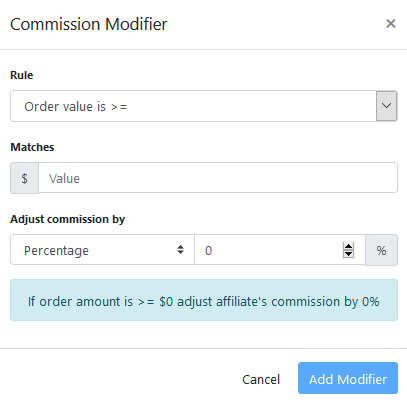 Commission Modifier
×
Rule
Order value is >=
Matches
$ Value
Adjust commission by
Percentage 0 %
If order amount is >= $0 adjust affiliate's commission by 0%
Cancel Add Modifier